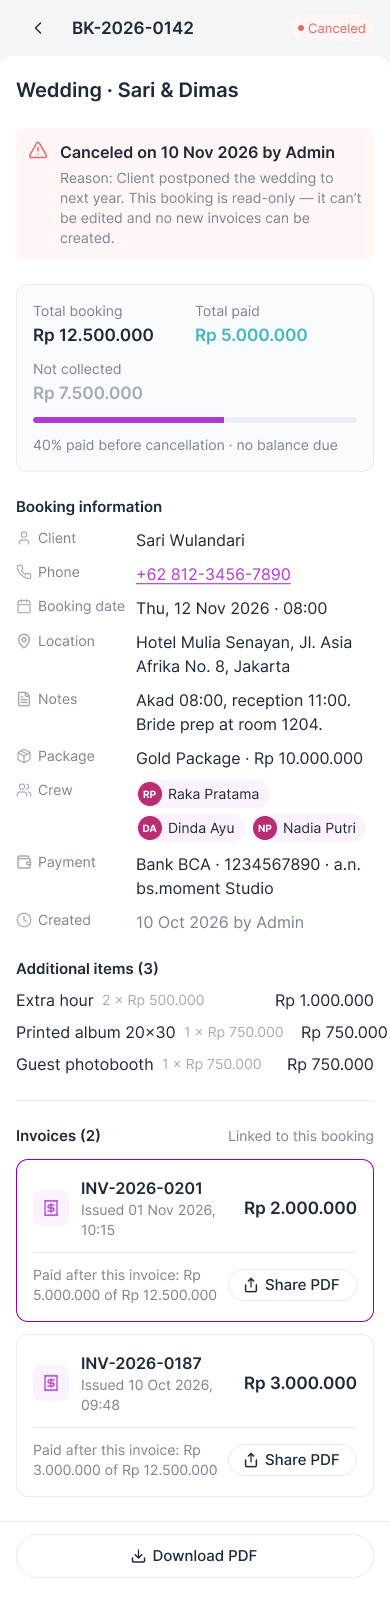 BK-2026-0142
Canceled
Wedding · Sari & Dimas
Canceled on 10 Nov 2026 by Admin
Reason: Client postponed the wedding to
next year. This booking is read-only — it can’t
be edited and no new invoices can be
created.
Total booking
Total paid
Rp 12.500.000
Rp 5.000.000
Not collected
Rp 7.500.000
40% paid before cancellation · no balance due
Booking information
Client
Sari Wulandari
Phone
+62 812-3456-7890
Booking date
Thu, 12 Nov 2026 · 08:00
Location
Hotel Mulia Senayan, Jl. Asia
Afrika No. 8, Jakarta
Notes
Akad 08:00, reception 11:00.
Bride prep at room 1204.
Package
Gold Package · Rp 10.000.000
Crew
RP Raka Pratama
DA Dinda Ayu NP Nadia Putri
Payment
Bank BCA · 1234567890 · a.n.
bs.moment Studio
Created
10 Oct 2026 by Admin
Additional items (3)
Extra hour 2 × Rp 500.000 Rp 1.000.000
Printed album 20×30 1 × Rp 750.000 Rp 750.000
Guest photobooth 1 × Rp 750.000 Rp 750.000
Invoices (2)
Linked to this booking
INV-2026-0201
Issued 01 Nov 2026,
10:15
Rp 2.000.000
Paid after this invoice: Rp
5.000.000 of Rp 12.500.000
Share PDF
INV-2026-0187
Issued 10 Oct 2026,
09:48
Rp 3.000.000
Paid after this invoice: Rp
3.000.000 of Rp 12.500.000
Share PDF
Download PDF